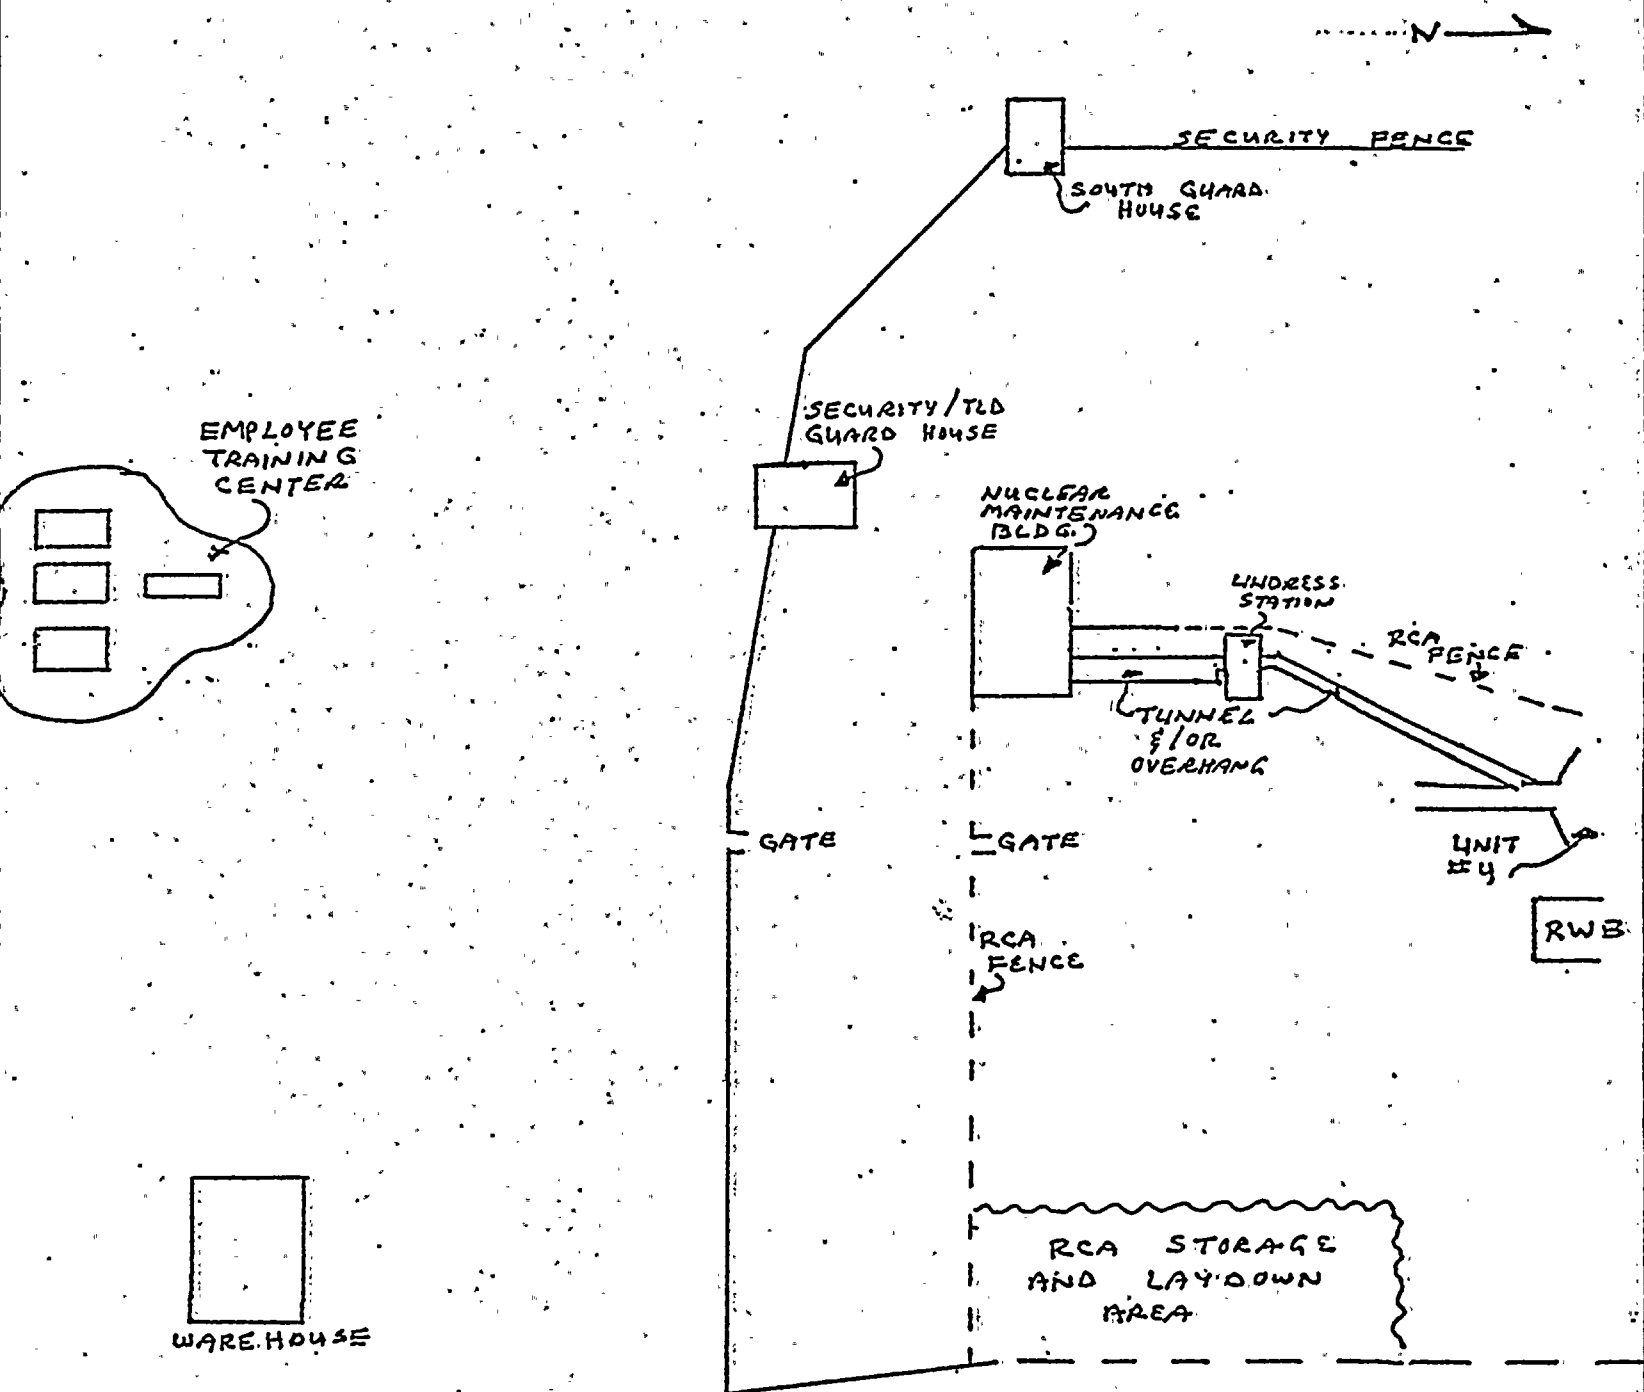 N
SECURITY FENCE
SOUTH GUARD
HOUSE
SECURITY/TLD
GUARD HOUSE
EMPLOYEE
TRAINING
CENTER
NUCLEAR
MAINTENANCE
BLDG.
UNDRESS
STATION
RCA
FENCE
TUNNEL
&/OR
OVERHANG
GATE
GATE
UNIT
#4
RWB
RCA
FENCE
RCA STORAGE
AND LAYDOWN
AREA
WAREHOUSE